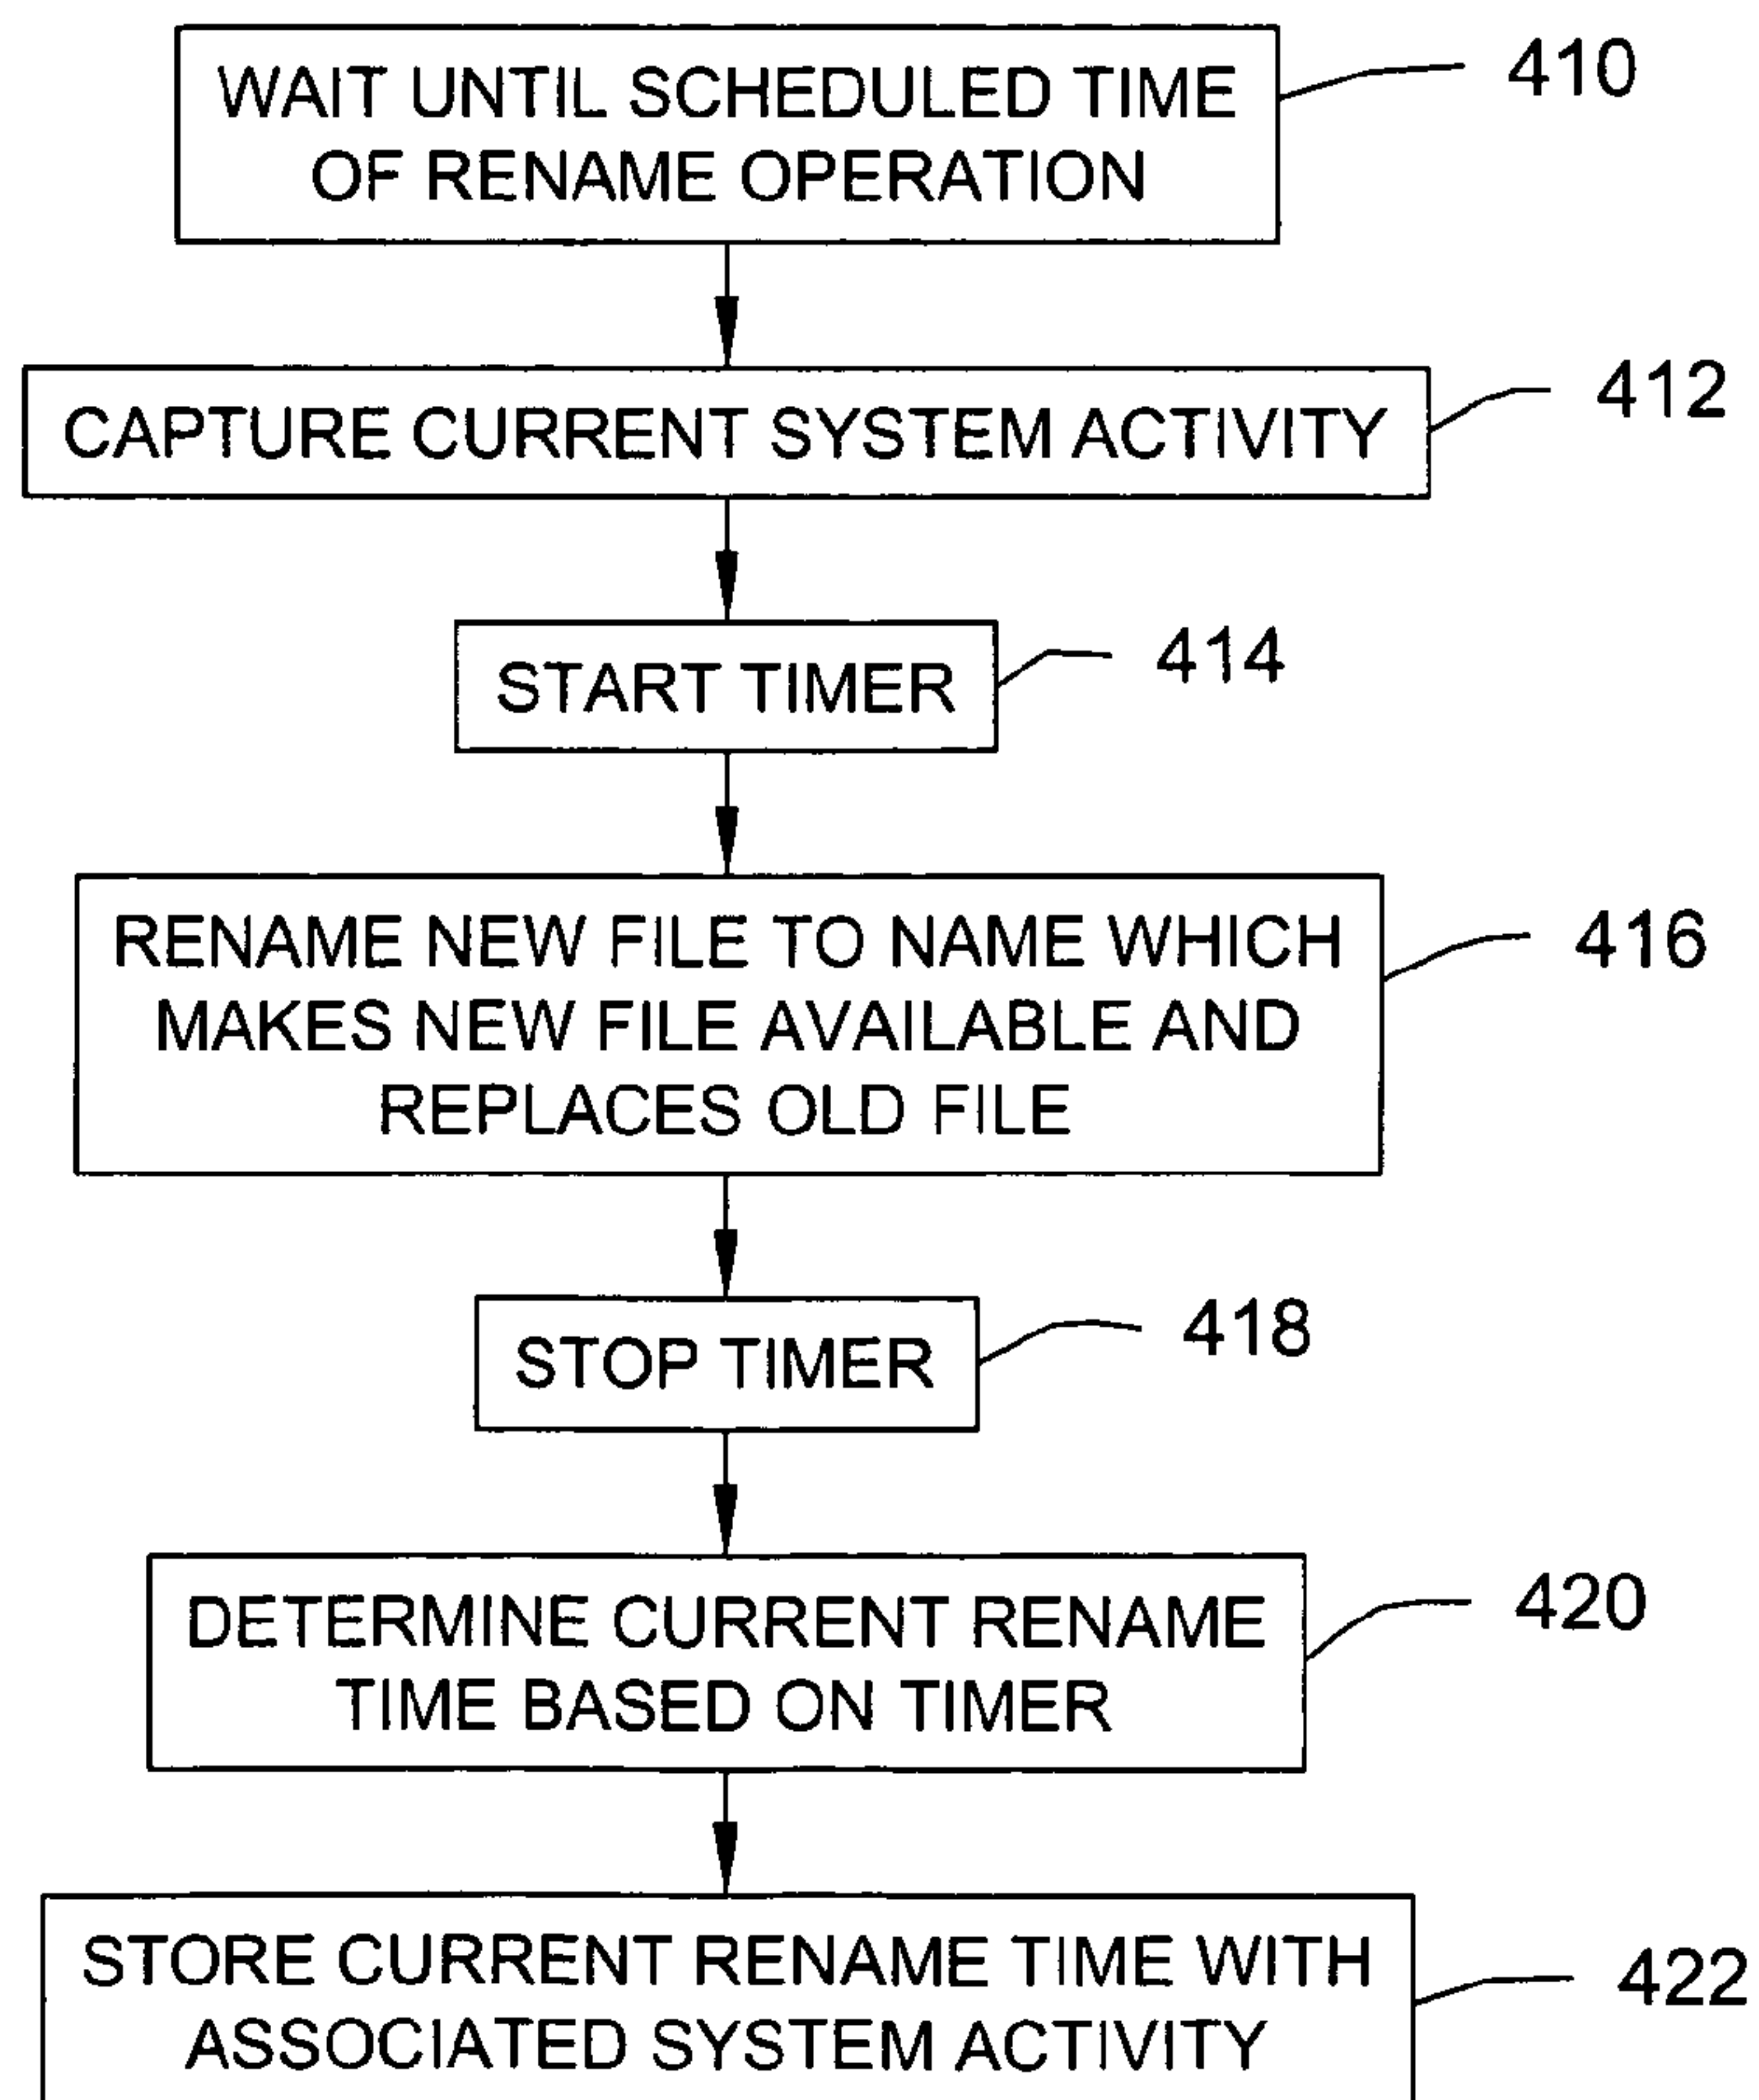 WAIT UNTIL SCHEDULED TIME
OF RENAME OPERATION
410
CAPTURE CURRENT SYSTEM ACTIVITY
412
START TIMER
414
RENAME NEW FILE TO NAME WHICH
MAKES NEW FILE AVAILABLE AND
REPLACES OLD FILE
416
STOP TIMER
418
DETERMINE CURRENT RENAME
TIME BASED ON TIMER
420
STORE CURRENT RENAME TIME WITH
ASSOCIATED SYSTEM ACTIVITY
422